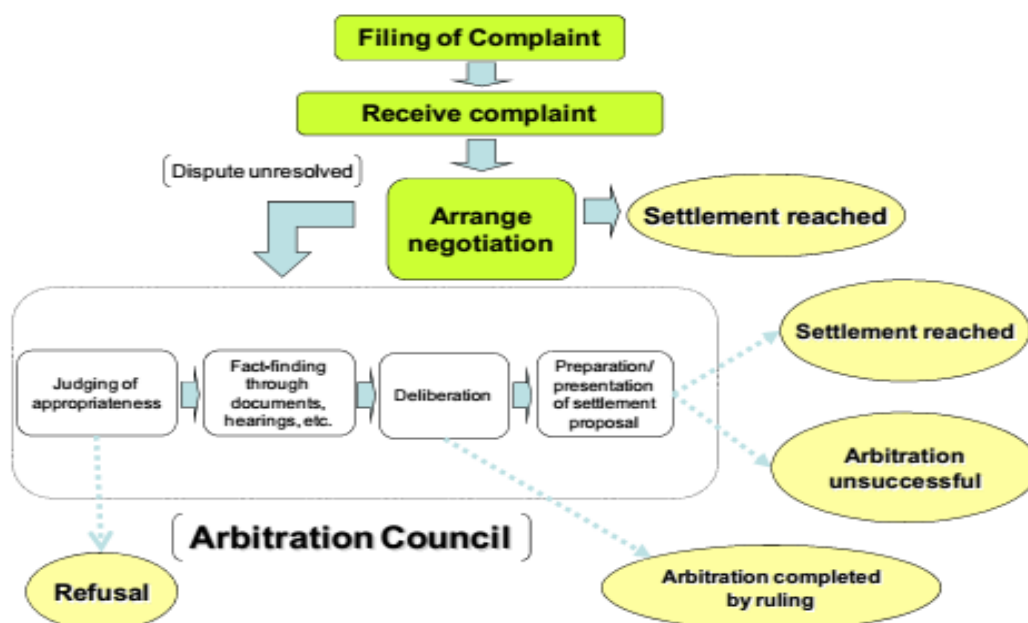 Filing of Complaint
Receive complaint
[Dispute unresolved]
Arrange
negotiation
Settlement reached
Settlement reached
Judging of
appropriateness
Fact-finding
through
documents,
hearings, etc.
Deliberation
Preparation/
presentation
of settlement
proposal
Arbitration
unsuccessful
[Arbitration Council]
Refusal
Arbitration completed
by ruling